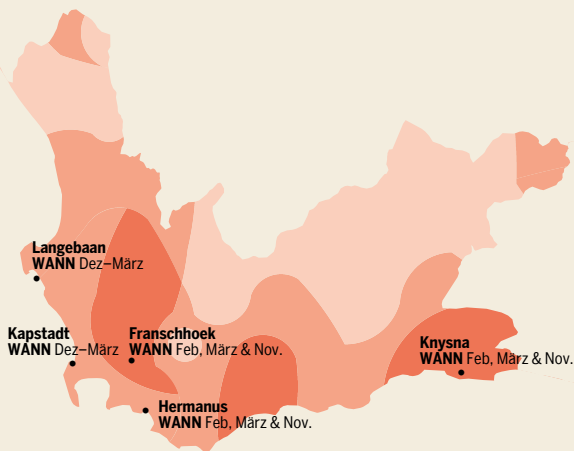 Langebaan
WANN Dez–März
Kapstadt
WANN Dez–März
Franschhoek
WANN Feb, März & Nov.
Knysna
WANN Feb, März & Nov.
Hermanus
WANN Feb, März & Nov.